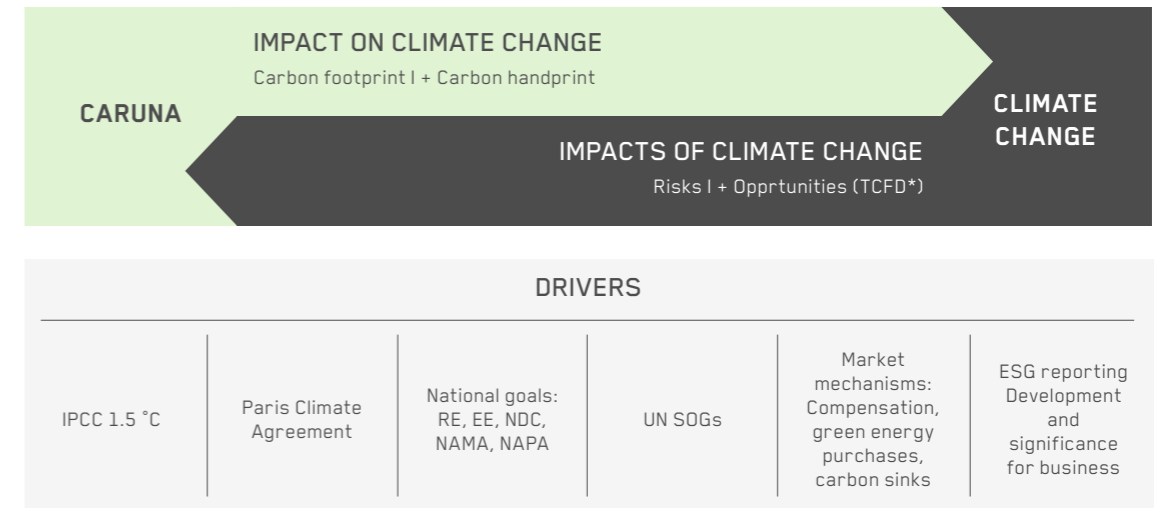 IMPACT ON CLIMATE CHANGE
Carbon footprint I + Carbon handprint
CARUNA
CLIMATE
CHANGE
IMPACTS OF CLIMATE CHANGE
Risks I + Opprtunities (TCFD*)
DRIVERS
IPCC 1.5 °C
Paris Climate
Agreement
National goals:
RE, EE, NDC,
NAMA, NAPA
UN SOGs
Market
mechanisms:
Compensation,
green energy
purchases,
carbon sinks
ESG reporting
Development
and
significance
for business